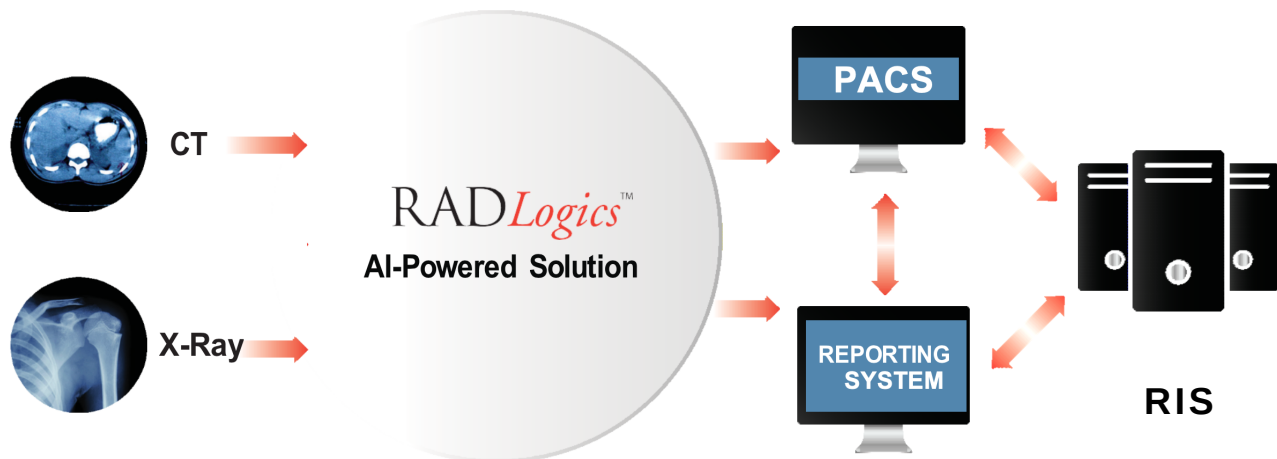 CT
X-Ray
RADLogics™
AI-Powered Solution
PACS
REPORTING
SYSTEM
RIS